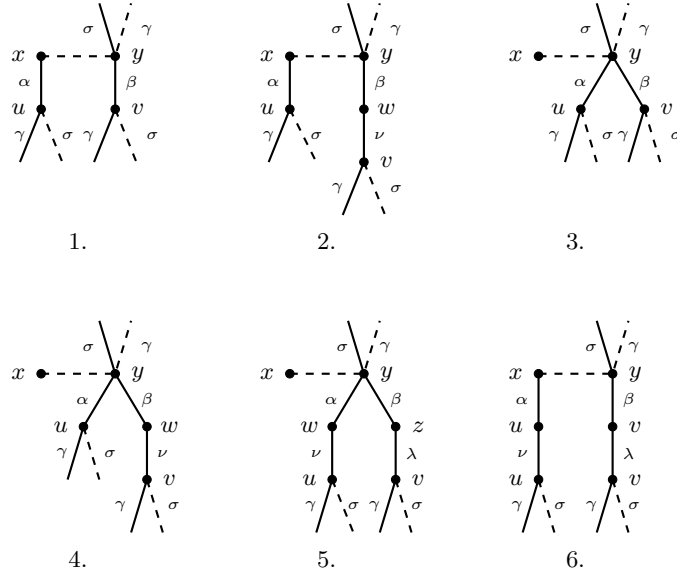 σ γ
x y
α β
u v
γ σ γ σ
1.
σ γ
x y
α β
u w
γ σ ν
v
γ σ
2.
σ γ
x y
α β
u v
γ σ γ σ
3.
σ γ
x y
α β
u w
γ σ ν
v
γ σ
4.
σ γ
x y
α β
w z
ν λ
u v
γ σ γ σ
5.
σ γ
x y
α β
u v
ν λ
u v
γ σ γ σ
6.